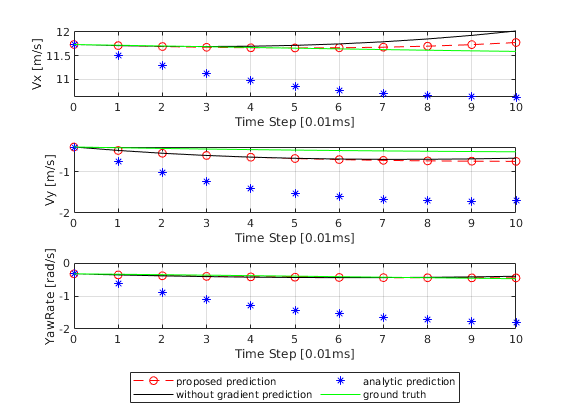 12
11.5
11
Vx [m/s]
0 1 2 3 4 5 6 7 8 9 10
Time Step [0.01ms]
-1
-2
Vy [m/s]
0 1 2 3 4 5 6 7 8 9 10
Time Step [0.01ms]
0
-1
-2
YawRate [rad/s]
0 1 2 3 4 5 6 7 8 9 10
Time Step [0.01ms]
proposed prediction analytic prediction
without gradient prediction ground truth